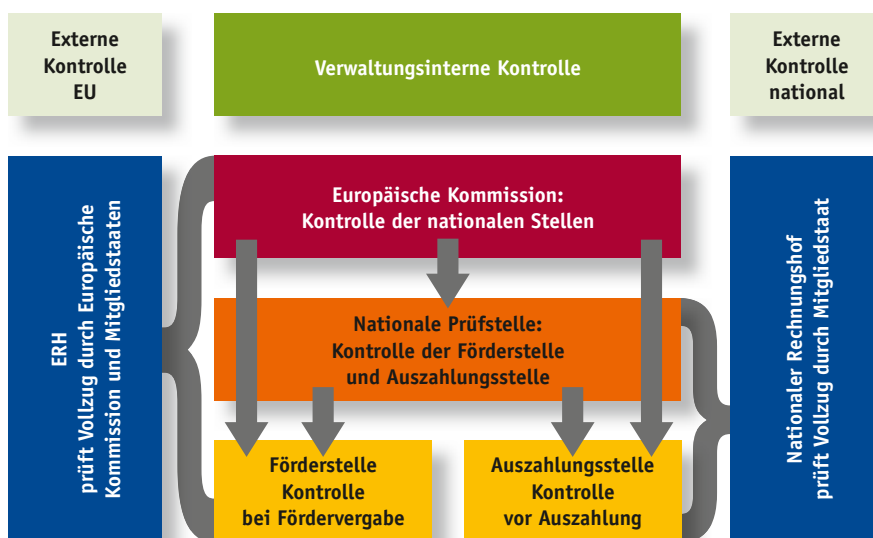 Externe
Kontrolle
EU
Verwaltungsinterne Kontrolle
Externe
Kontrolle
national
ERH
prüft Vollzug durch Europäische
Kommission und Mitgliedstaaten
Europäische Kommission:
Kontrolle der nationalen Stellen
Nationale Prüfstelle:
Kontrolle der Förderstelle
und Auszahlungsstelle
Förderstelle
Kontrolle
bei Fördervergabe
Auszahlungsstelle
Kontrolle
vor Auszahlung
Nationaler Rechnungshof
prüft Vollzug durch Mitgliedstaat